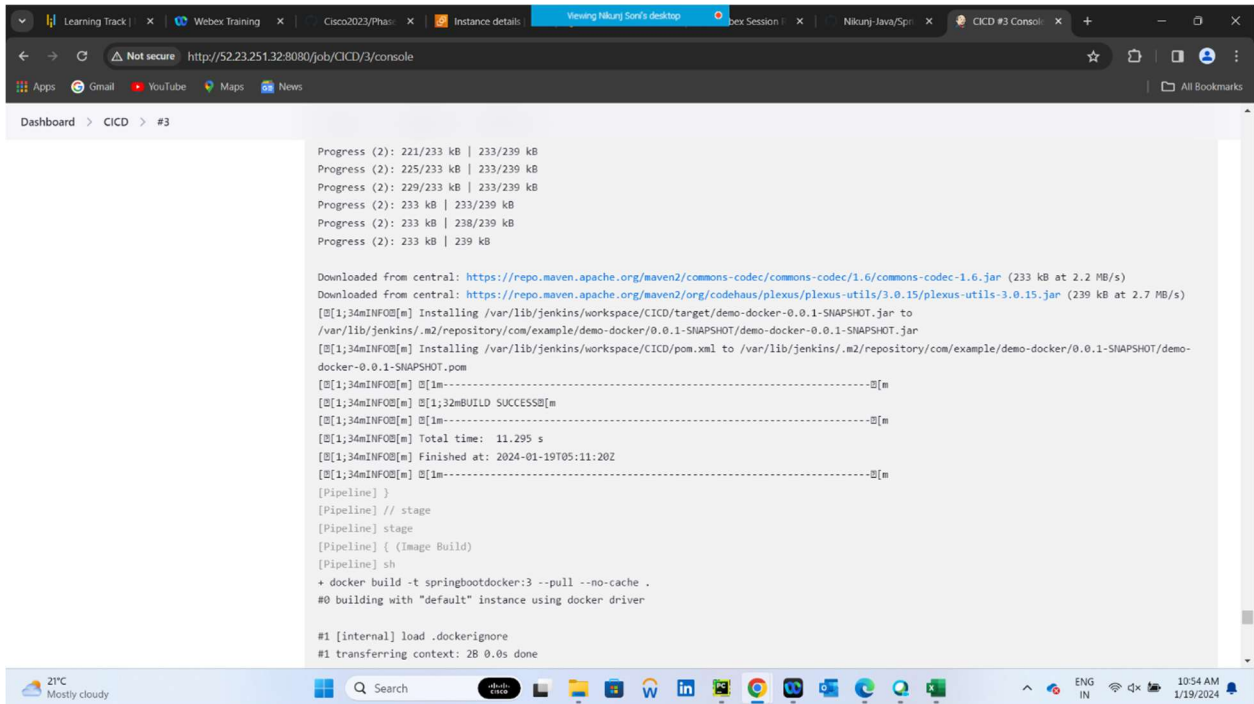 Learning Track |
Webex Training
Cisco2023/Phase
Instance details |
Viewing Nikunj Soni's desktop
bex Session
Nikunj-Java/Spri
CICD #3 Consol
Not secure
http://52.23.251.32:8080/job/CICD/3/console
Apps
Gmail
YouTube
Maps
News
All Bookmarks
Dashboard > CICD > #3
Progress (2): 221/233 kB | 233/239 kB
Progress (2): 225/233 kB | 233/239 kB
Progress (2): 229/233 kB | 233/239 kB
Progress (2): 233 kB | 233/239 kB
Progress (2): 233 kB | 238/239 kB
Progress (2): 233 kB | 239 kB
Downloaded from central: https://repo.maven.apache.org/maven2/commons-codec/commons-codec/1.6/commons-codec-1.6.jar (233 kB at 2.2 MB/s)
Downloaded from central: https://repo.maven.apache.org/maven2/org/codehaus/plexus/plexus-utils/3.0.15/plexus-utils-3.0.15.jar (239 kB at 2.7 MB/s)
[[1;34mINFO[m] Installing /var/lib/jenkins/workspace/CICD/target/demo-docker-0.0.1-SNAPSHOT.jar to
/var/lib/jenkins/.m2/repository/com/example/demo-docker/0.0.1-SNAPSHOT/demo-docker-0.0.1-SNAPSHOT.jar
[[1;34mINFO[m] Installing /var/lib/jenkins/workspace/CICD/pom.xml to /var/lib/jenkins/.m2/repository/com/example/demo-docker/0.0.1-SNAPSHOT/demo-
docker-0.0.1-SNAPSHOT.pom
[[1;34mINFO[m] [1m------------------------------------------------------------------------[m
[[1;34mINFO[m] [1;32mBUILD SUCCESS[m
[[1;34mINFO[m] [1m------------------------------------------------------------------------[m
[[1;34mINFO[m] Total time:  11.295 s
[[1;34mINFO[m] Finished at: 2024-01-19T05:11:20Z
[[1;34mINFO[m] [1m------------------------------------------------------------------------[m
[Pipeline] }
[Pipeline] // stage
[Pipeline] stage
[Pipeline] { (Image Build)
[Pipeline] sh
+ docker build -t springbootdocker:3 --pull --no-cache .
#0 building with "default" instance using docker driver
#1 [internal] load .dockerignore
#1 transferring context: 2B 0.0s done
21°C
Mostly cloudy
Search
ENG
IN
10:54 AM
1/19/2024